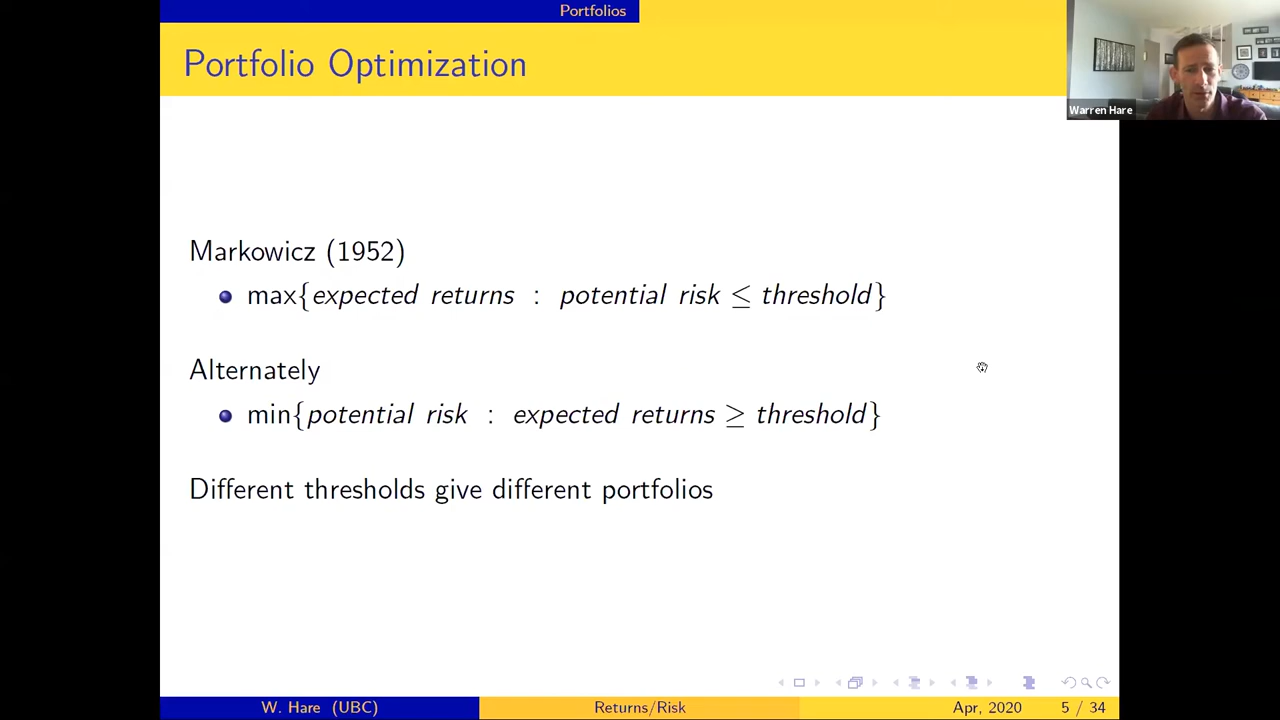 Portfolios
Portfolio Optimization
Warren Hare
Markowicz (1952)
max{expected returns : potential risk ≤ threshold}
Alternately
min{potential risk : expected returns ≥ threshold}
Different thresholds give different portfolios
W. Hare (UBC) Returns/Risk Apr, 2020 5 / 34